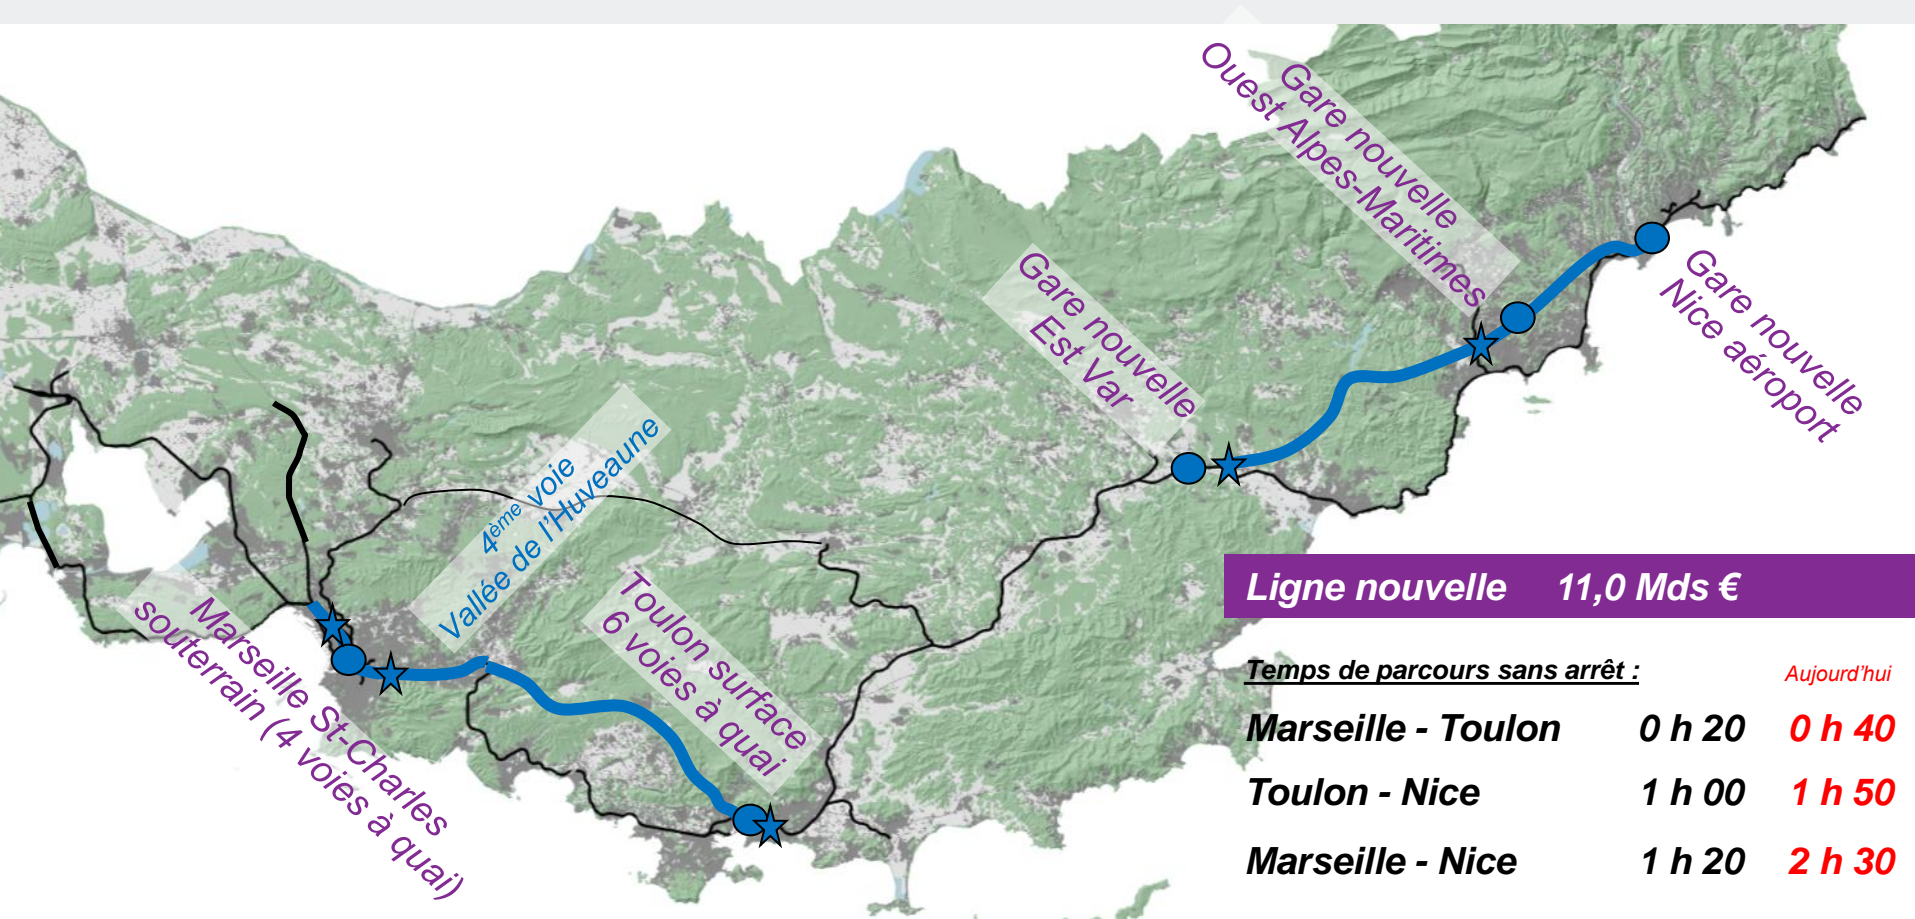 Gare nouvelle
Ouest Alpes-Maritimes
Gare nouvelle
Nice aéroport
Gare nouvelle
Est Var
4ème voie
Vallée de l'Huveaune
Toulon surface
6 voies à quai
Marseille St-Charles
souterrain (4 voies à quai)
Ligne nouvelle 11,0 Mds €
Temps de parcours sans arrêt : Aujourd'hui
Marseille - Toulon 0 h 20 0 h 40
Toulon - Nice 1 h 00 1 h 50
Marseille - Nice 1 h 20 2 h 30